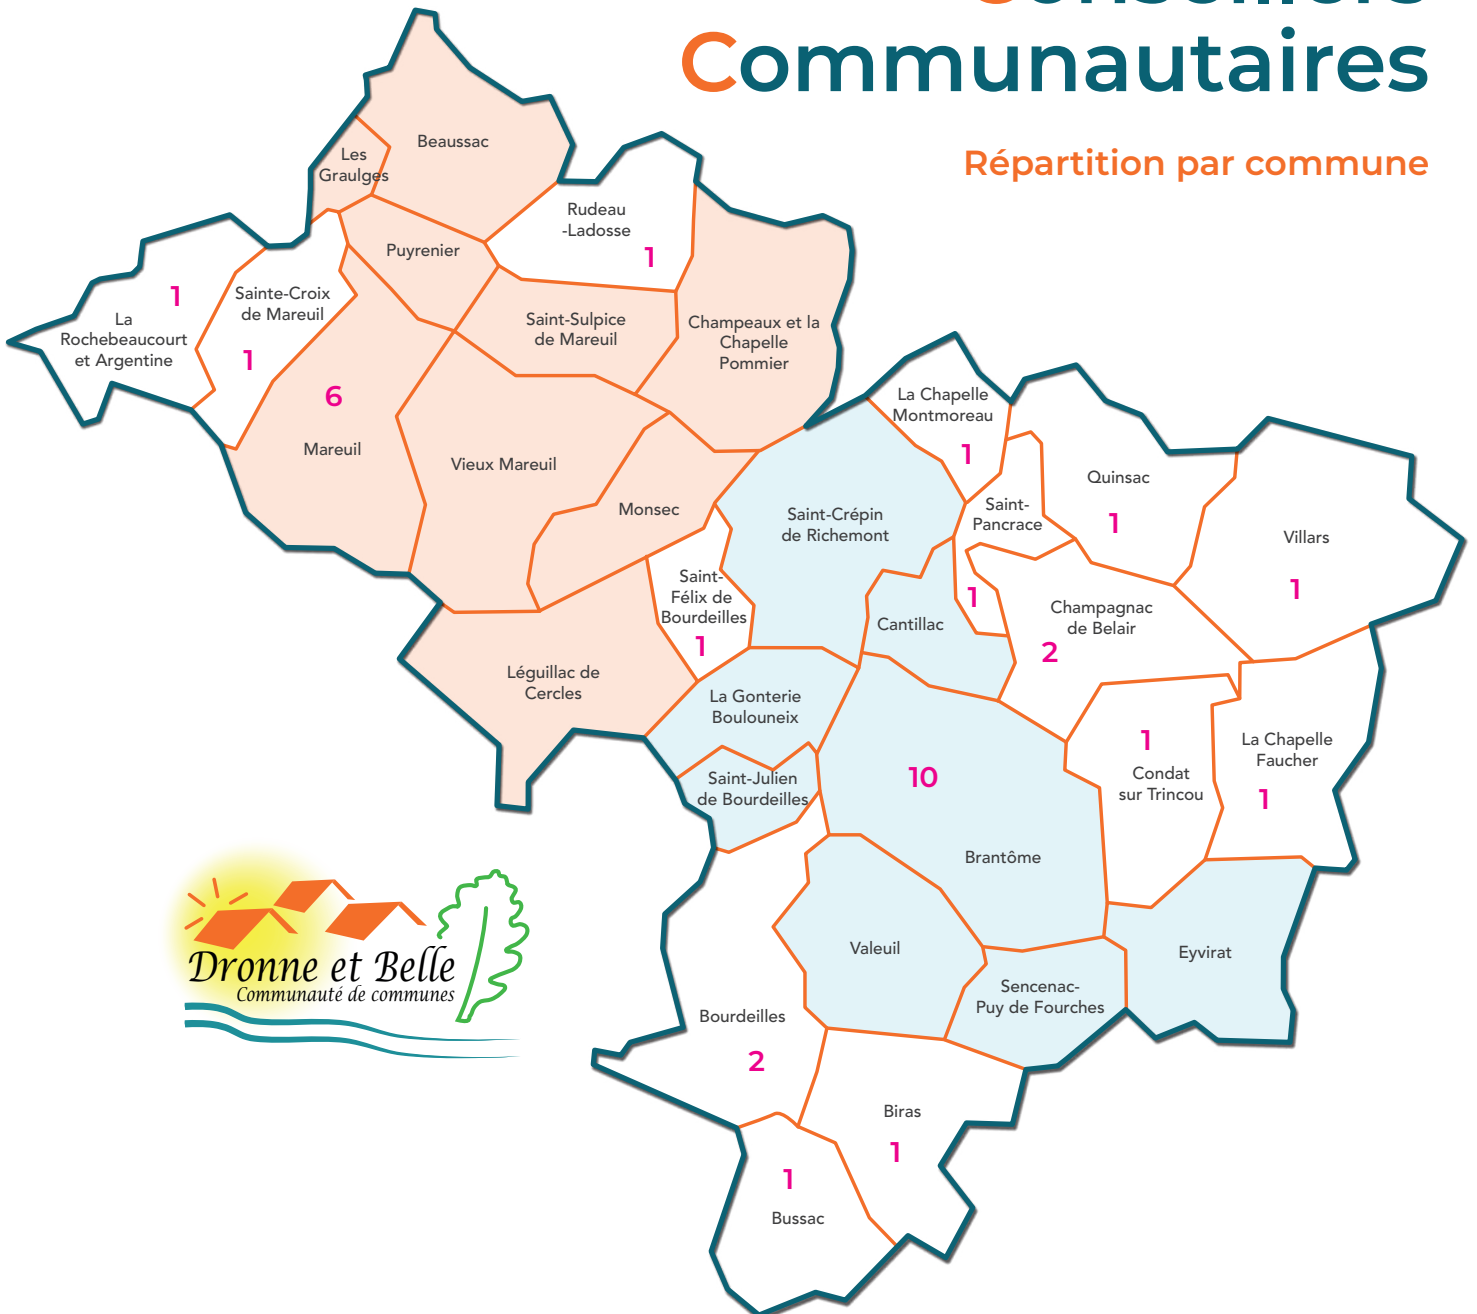 Conseillers
Communautaires
Répartition par commune
Beaussac
Les
Graulges
Rudeau
-Ladosse
1
Puyrenier
1
La
Rochebeaucourt
et Argentine
Sainte-Croix
de Mareuil
1
Saint-Sulpice
de Mareuil
Champeaux et la
Chapelle
Pommier
6
Mareuil
Vieux Mareuil
Monsec
La Chapelle
Montmoreau
1
Saint-Crépin
de Richemont
Saint-
Pancrace
1
Quinsac
1
Villars
1
Saint-
Félix de
Bourdeilles
1
Cantillac
Champagnac
de Belair
2
Léguillac de
Cercles
La Gonterie
Boulouneix
Saint-Julien
de Bourdeilles
10
Brantôme
1
Condat
sur Trincou
La Chapelle
Faucher
1
Valeuil
Eyvirat
Sencenac-
Puy de Fourches
Bourdeilles
2
Biras
1
1
Bussac
Dronne et Belle
Communauté de communes